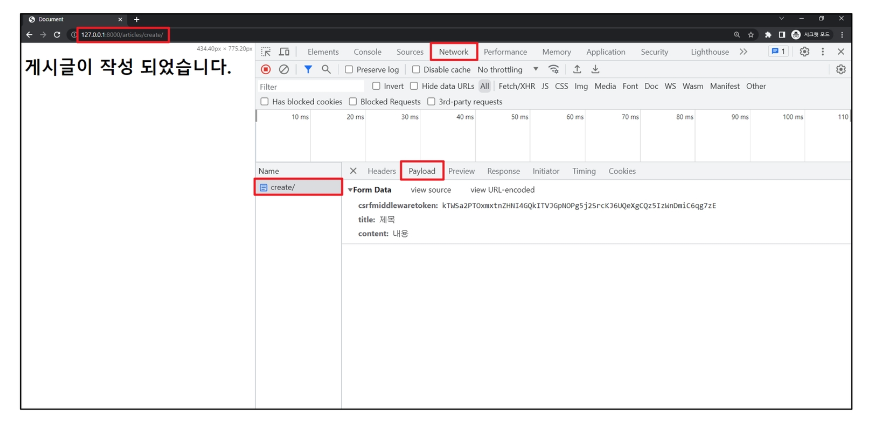 Document
127.0.0.1:8000/articles/create/
시크릿 모드
434.40px × 775.20px
게시글이 작성 되었습니다.
Elements Console Sources Network Performance Memory Application Security Lighthouse 1
Preserve log Disable cache No throttling
Filter Invert Hide data URLs All Fetch/XHR JS CSS Img Media Font Doc WS Wasm Manifest Other
Has blocked cookies Blocked Requests 3rd-party requests
10 ms 20 ms 30 ms 40 ms 50 ms 60 ms 70 ms 80 ms 90 ms 100 ms 110
Name
create/
Headers Payload Preview Response Initiator Timing Cookies
Form Data view source view URL-encoded
csrfmiddlewaretoken:
title: 제목
content: 내용